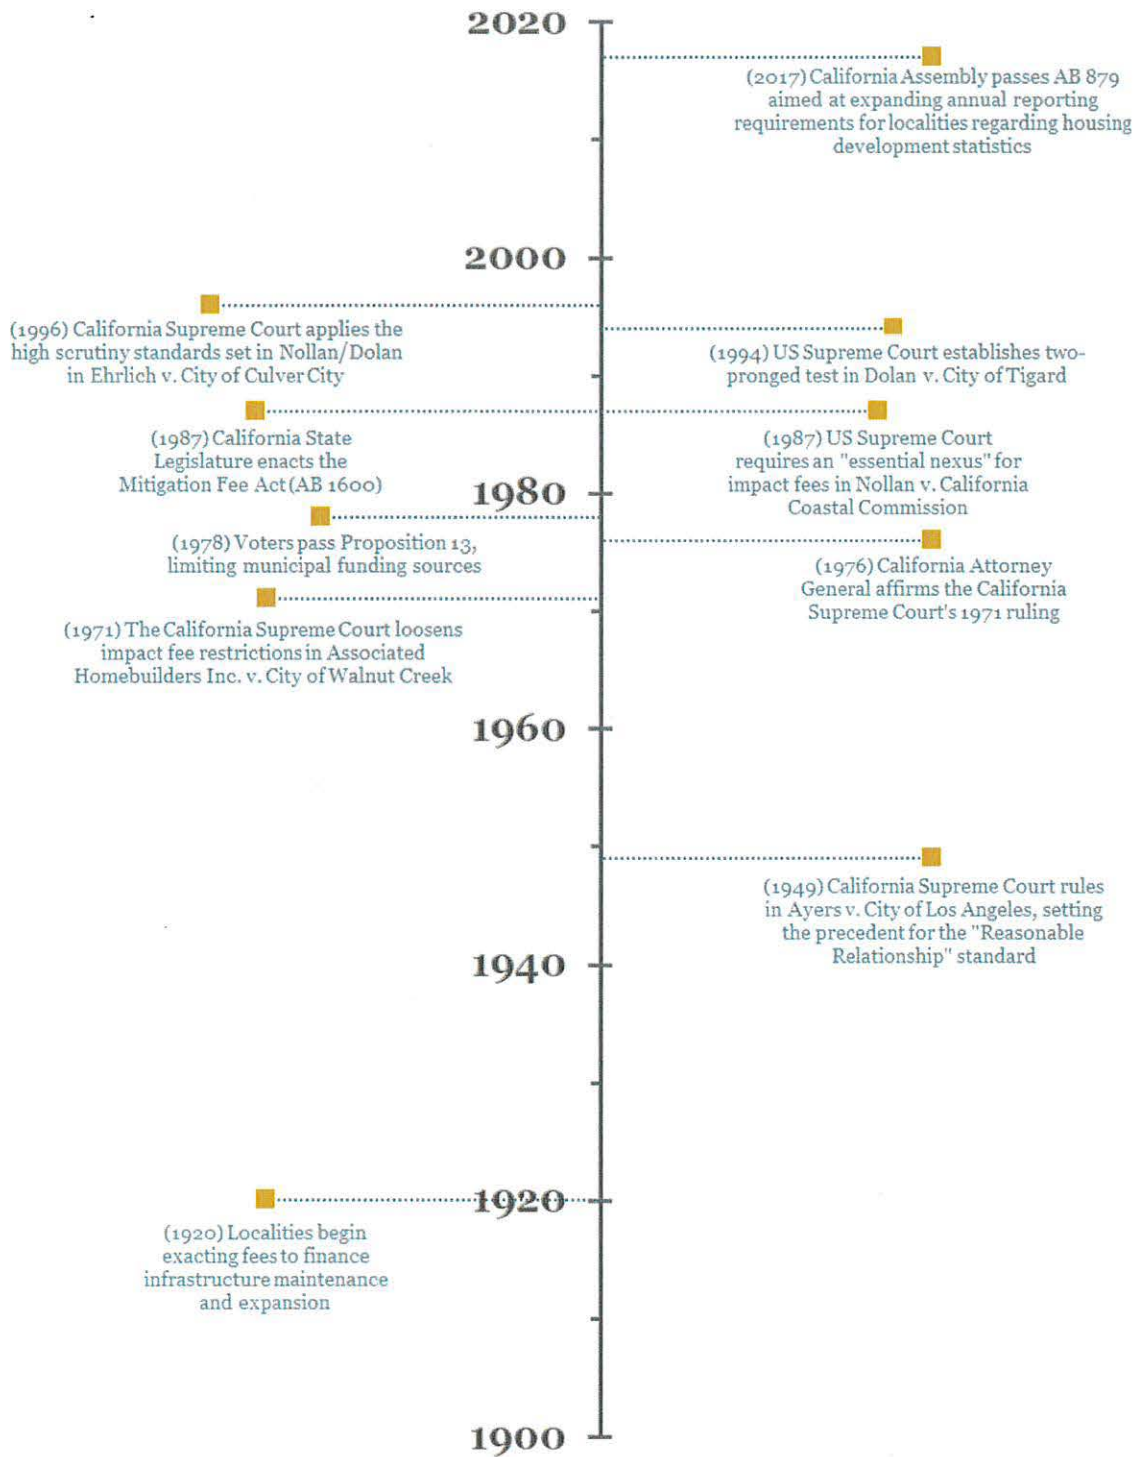 2020
(2017) California Assembly passes AB 879
aimed at expanding annual reporting
requirements for localities regarding housing
development statistics
2000
(1996) California Supreme Court applies the
high scrutiny standards set in Nollan/Dolan
in Ehrlich v. City of Culver City
(1994) US Supreme Court establishes two-
pronged test in Dolan v. City of Tigard
(1987) California State
Legislature enacts the
Mitigation Fee Act (AB 1600)
(1987) US Supreme Court
requires an "essential nexus" for
impact fees in Nollan v. California
Coastal Commission
1980
(1978) Voters pass Proposition 13,
limiting municipal funding sources
(1976) California Attorney
General affirms the California
Supreme Court's 1971 ruling
(1971) The California Supreme Court loosens
impact fee restrictions in Associated
Homebuilders Inc. v. City of Walnut Creek
1960
(1949) California Supreme Court rules
in Ayers v. City of Los Angeles, setting
the precedent for the "Reasonable
Relationship" standard
1940
1920
(1920) Localities begin
exacting fees to finance
infrastructure maintenance
and expansion
1900